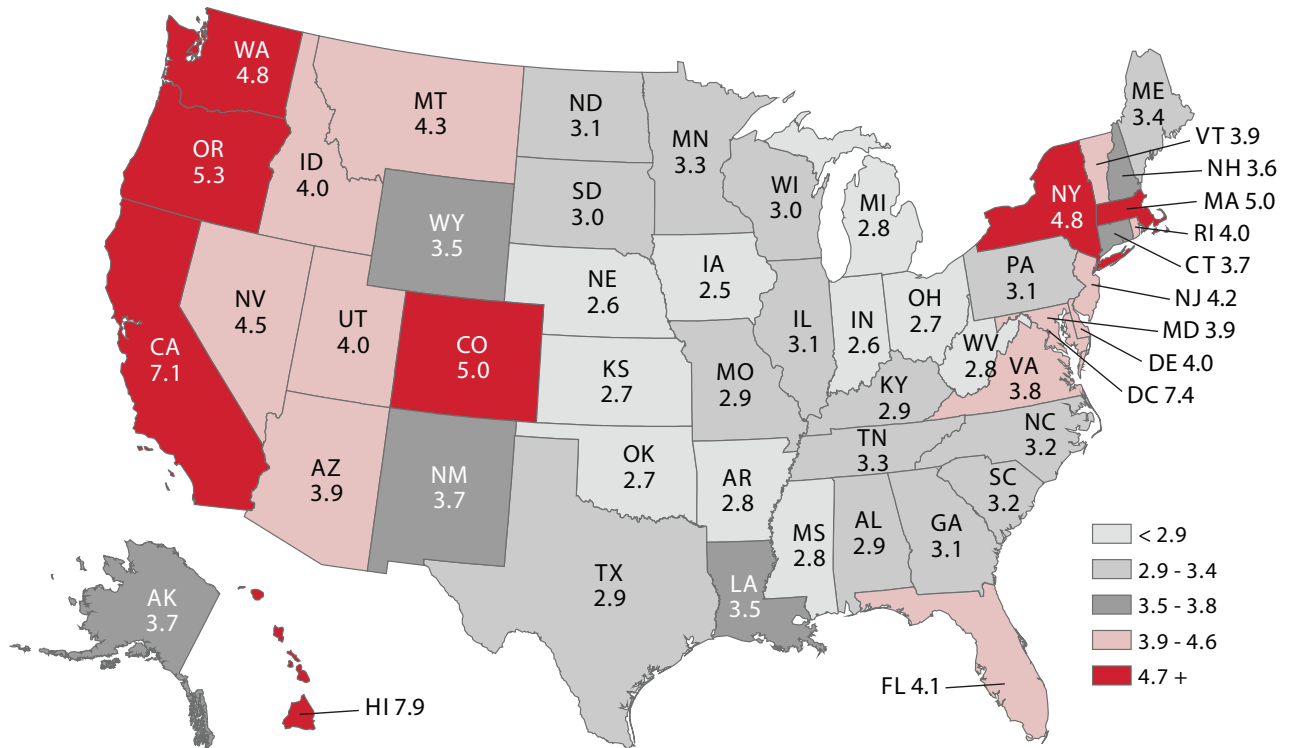 WA
4.8
OR
5.3
CA
7.1
ID
4.0
NV
4.5
MT
4.3
WY
3.5
UT
4.0
AZ
3.9
CO
5.0
NM
3.7
ND
3.1
SD
3.0
NE
2.6
KS
2.7
OK
2.7
TX
2.9
MN
3.3
IA
2.5
MO
2.9
AR
2.8
LA
3.5
WI
3.0
IL
3.1
MI
2.8
IN
2.6
OH
2.7
KY
2.9
TN
3.3
MS
2.8
AL
2.9
GA
3.1
SC
3.2
NC
3.2
WV
2.8
VA
3.8
PA
3.1
NY
4.8
ME
3.4
VT 3.9
NH 3.6
MA 5.0
RI 4.0
CT 3.7
NJ 4.2
MD 3.9
DE 4.0
DC 7.4
FL 4.1
AK
3.7
HI 7.9
< 2.9
2.9 - 3.4
3.5 - 3.8
3.9 - 4.6
4.7 +